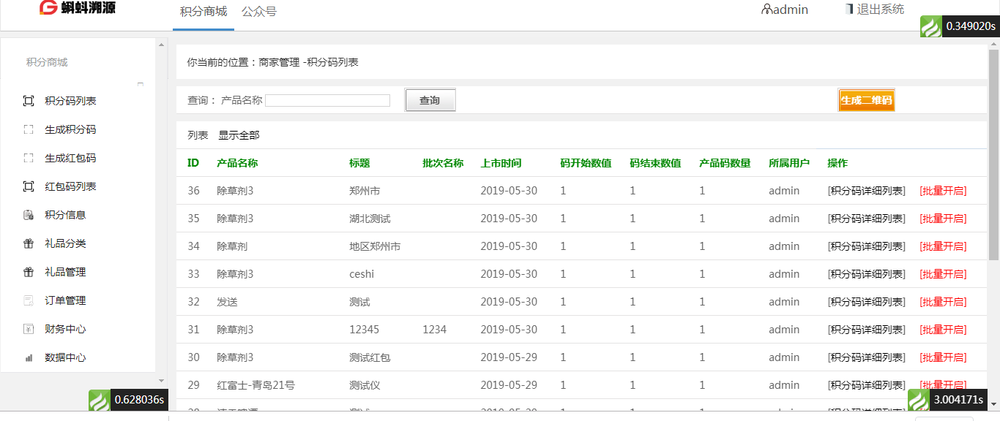 蝌蚪溯源
积分商城 公众号
admin 退出系统
0.349020s
积分商城
积分码列表
生成积分码
生成红包码
红包码列表
积分信息
礼品分类
礼品管理
订单管理
财务中心
数据中心
0.628036s
你当前的位置：商家管理 -积分码列表
查询： 产品名称 查询 生成二维码
列表 显示全部
ID 产品名称 标题 批次名称 上市时间 码开始数值 码结束数值 产品码数量 所属用户 操作
36 除草剂3 郑州市 2019-05-30 1 1 1 admin [积分码详细列表] [批量开启]
35 除草剂3 湖北测试 2019-05-30 1 1 1 admin [积分码详细列表] [批量开启]
34 除草剂 地区郑州市 2019-05-30 1 1 1 admin [积分码详细列表] [批量开启]
33 除草剂3 ceshi 2019-05-30 1 1 1 admin [积分码详细列表] [批量开启]
32 发送 测试 2019-05-30 1 1 1 admin [积分码详细列表] [批量开启]
31 除草剂3 12345 1234 2019-05-30 1 1 1 admin [积分码详细列表] [批量开启]
30 除草剂3 测试红包 2019-05-29 1 1 1 admin [积分码详细列表] [批量开启]
29 红富士-青岛21号 测试仪 2019-05-29 1 1 1 admin [积分码详细列表] [批量开启]
3.004171s